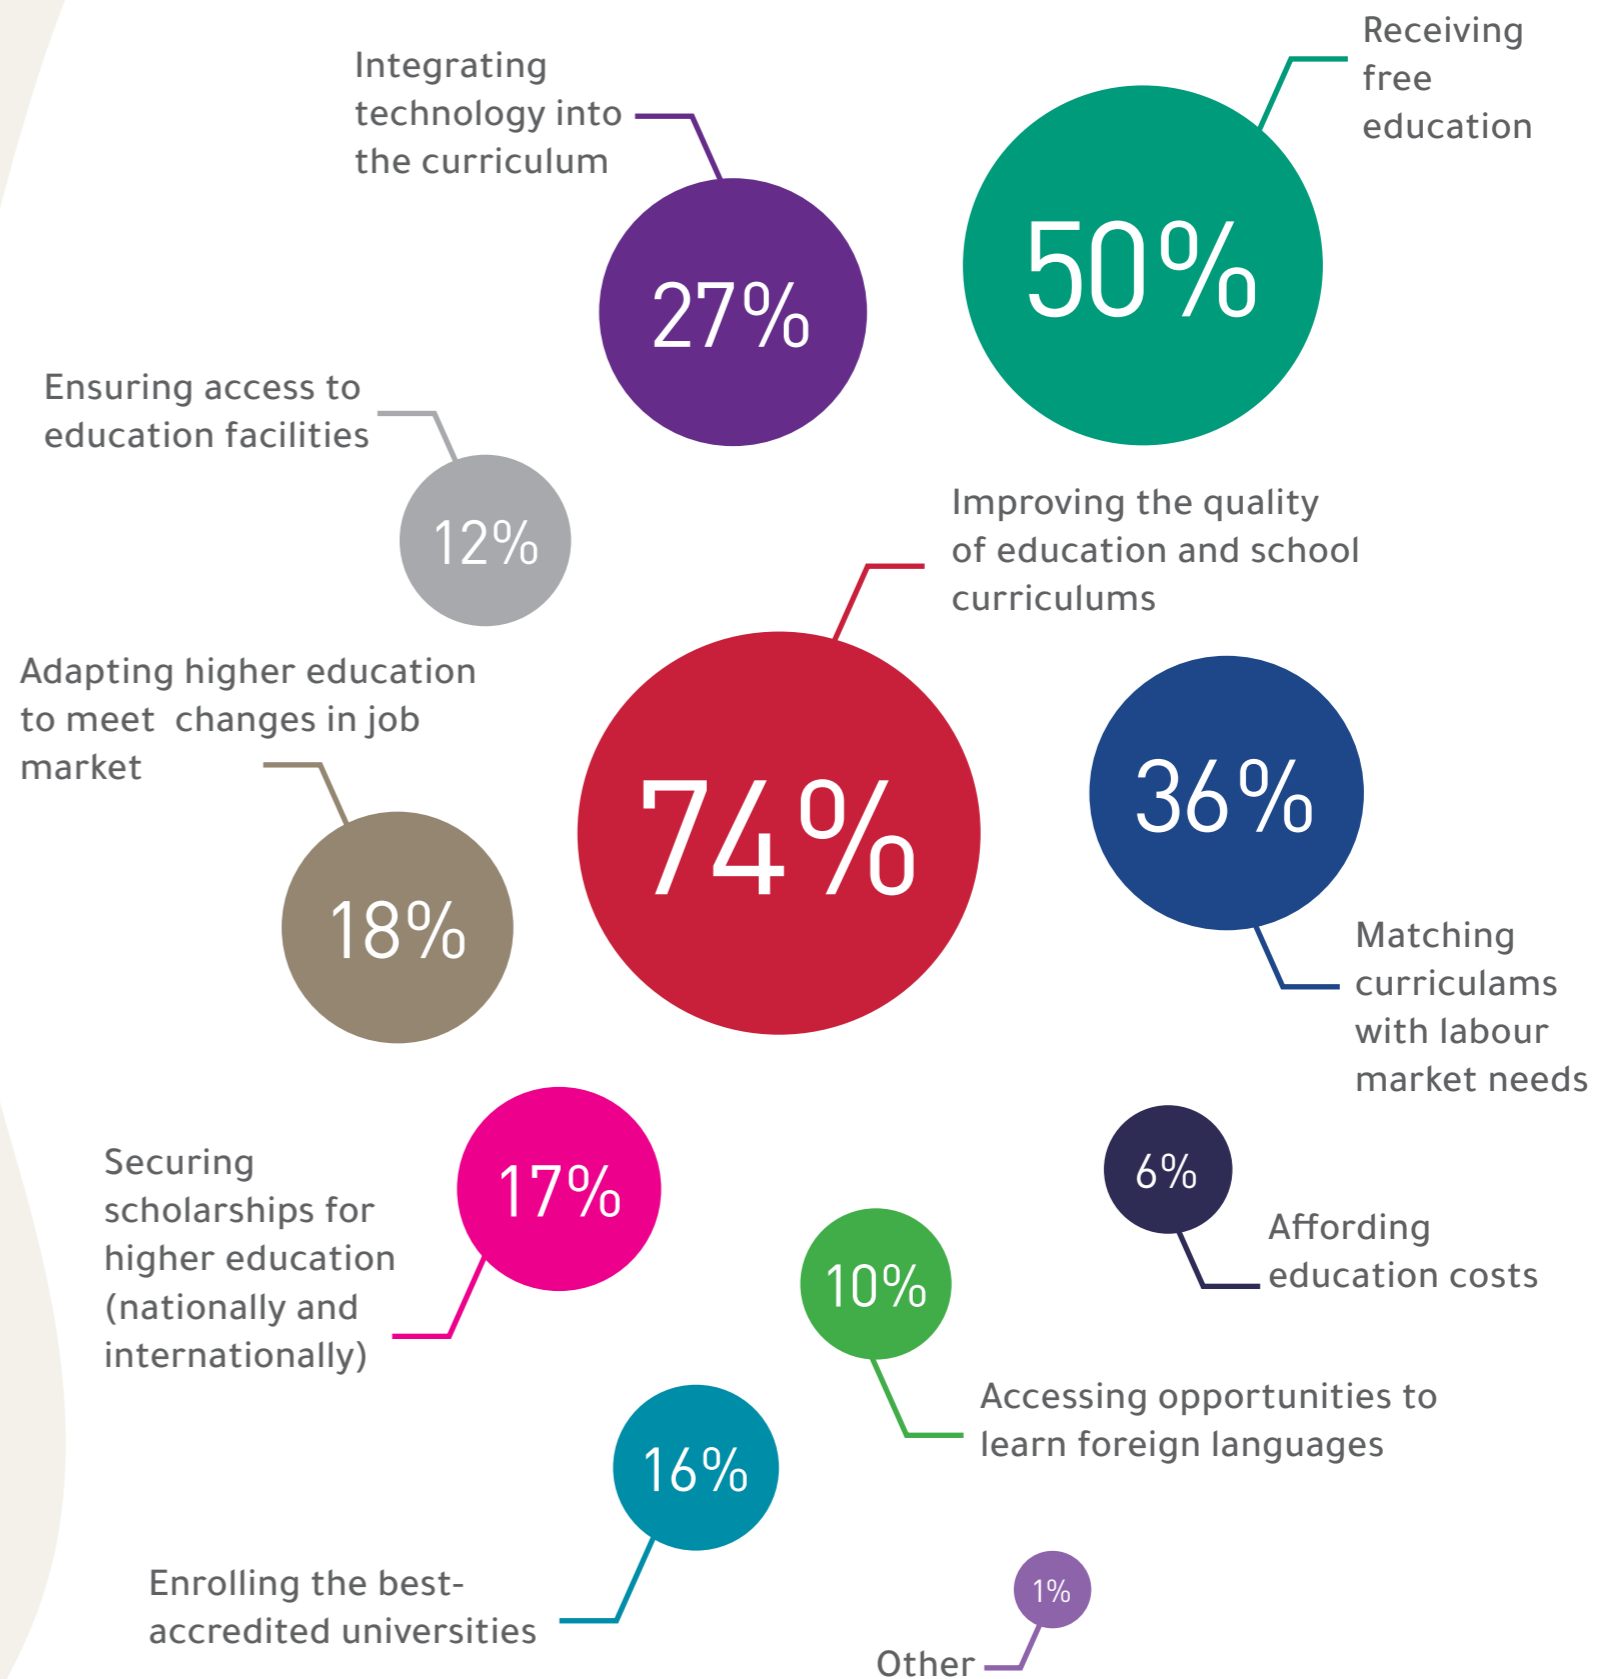 Receiving
free
education
50%
Integrating
technology into
the curriculum
27%
Ensuring access to
education facilities
12%
Improving the quality
of education and school
curriculums
74%
Adapting higher education
to meet  changes in job
market
18%
36%
Matching
curriculams
with labour
market needs
Securing
scholarships for
higher education
(nationally and
internationally)
17%
6%
Affording
education costs
10%
Accessing opportunities to
learn foreign languages
16%
Enrolling the best-
accredited universities
1%
Other